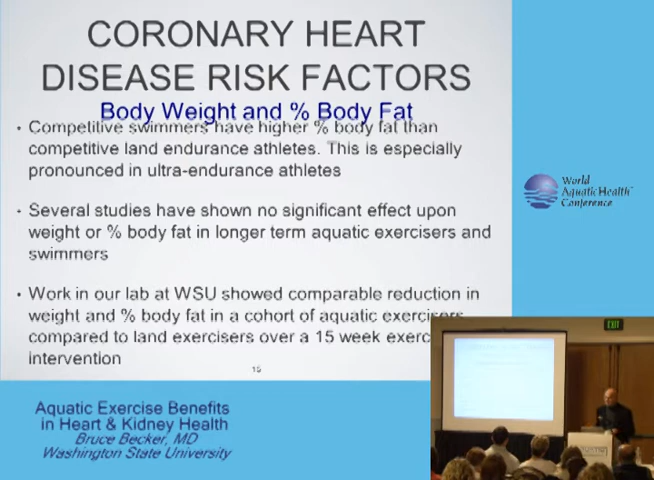 CORONARY HEART
DISEASE RISK FACTORS
Body Weight and % Body Fat
• Competitive swimmers have higher % body fat than
competitive land endurance athletes. This is especially
pronounced in ultra-endurance athletes
• Several studies have shown no significant effect upon
weight or % body fat in longer term aquatic exercisers and
swimmers
• Work in our lab at WSU showed comparable reduction in
weight and % body fat in a cohort of aquatic exercisers
compared to land exercisers over a 15 week exerc
intervention
World
Aquatic Health™
Conference
EXIT
Aquatic Exercise Benefits
in Heart & Kidney Health
Bruce Becker, MD
Washington State University